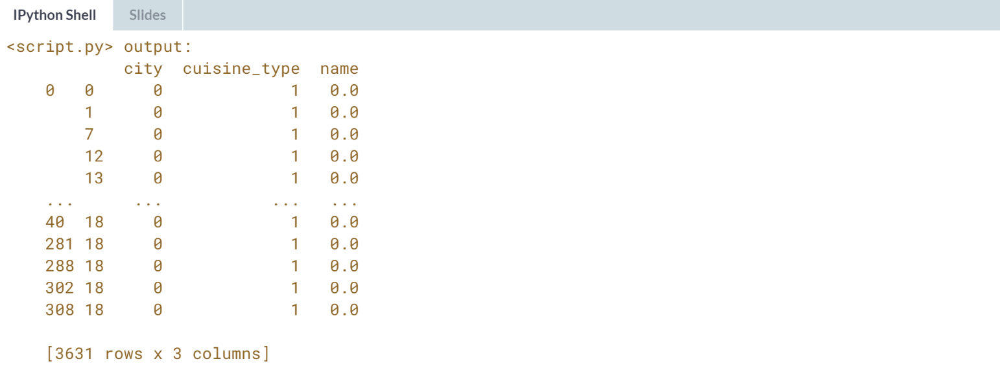 IPython Shell Slides
<script.py> output:
city cuisine_type name
0 0 0 1 0.0
1 0 1 0.0
7 0 1 0.0
12 0 1 0.0
13 0 1 0.0
... ... ... ...
40 18 0 1 0.0
281 18 0 1 0.0
288 18 0 1 0.0
302 18 0 1 0.0
308 18 0 1 0.0
[3631 rows x 3 columns]